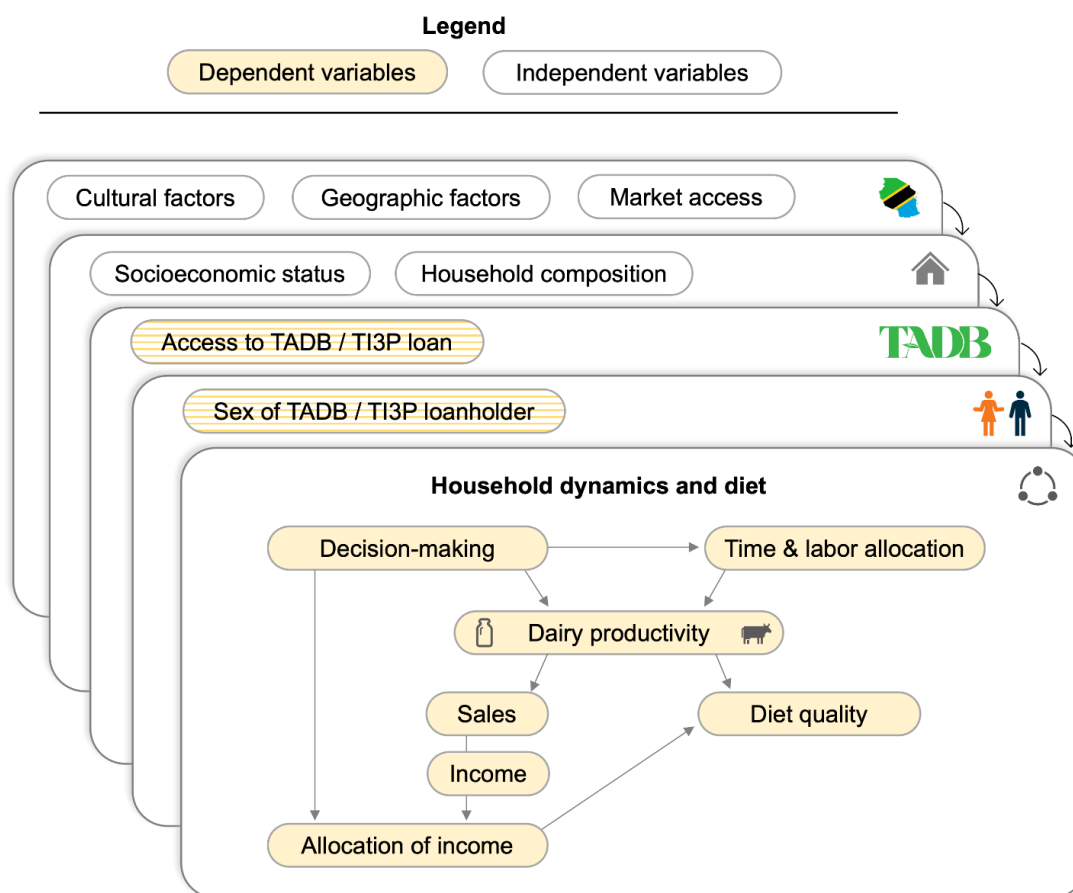 Legend
Dependent variables
Independent variables
Cultural factors
Geographic factors
Market access
Socioeconomic status
Household composition
Access to TADB / TI3P loan
TADB
Sex of TADB / TI3P loanholder
Household dynamics and diet
Decision-making
Time & labor allocation
Dairy productivity
Sales
Diet quality
Income
Allocation of income